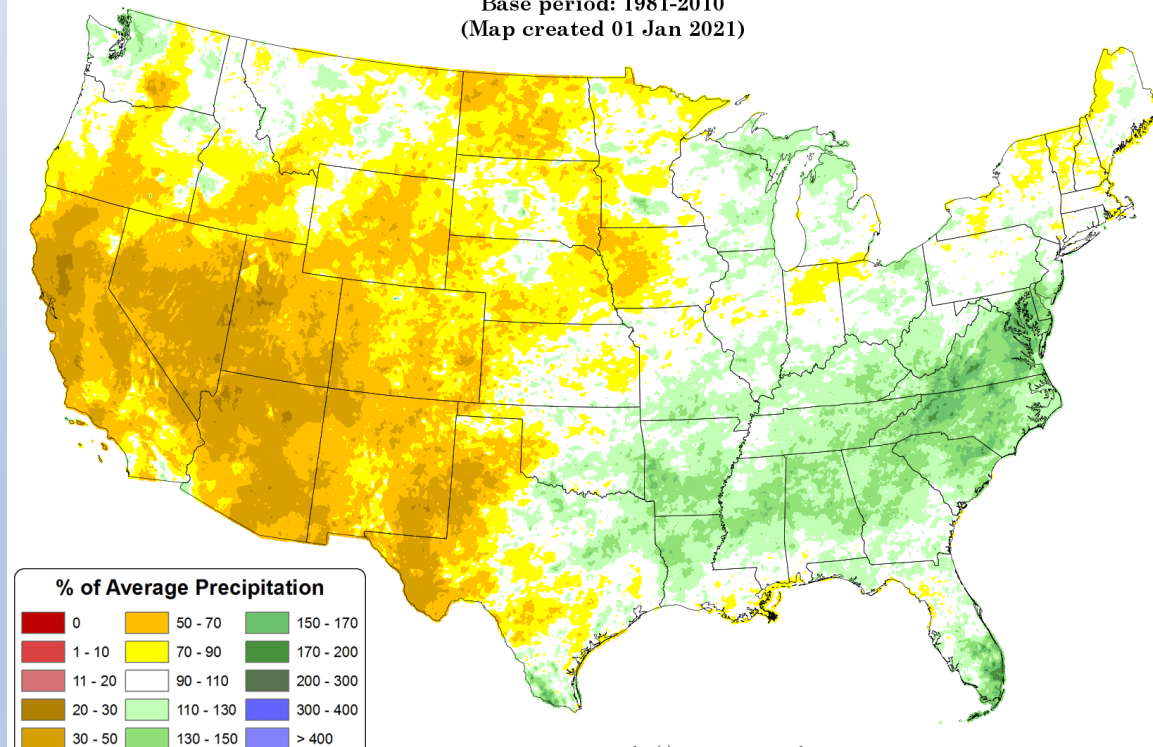 Base period: 1981-2010
(Map created 01 Jan 2021)
% of Average Precipitation
0
1 - 10
11 - 20
20 - 30
30 - 50
50 - 70
70 - 90
90 - 110
110 - 130
130 - 150
150 - 170
170 - 200
200 - 300
300 - 400
> 400